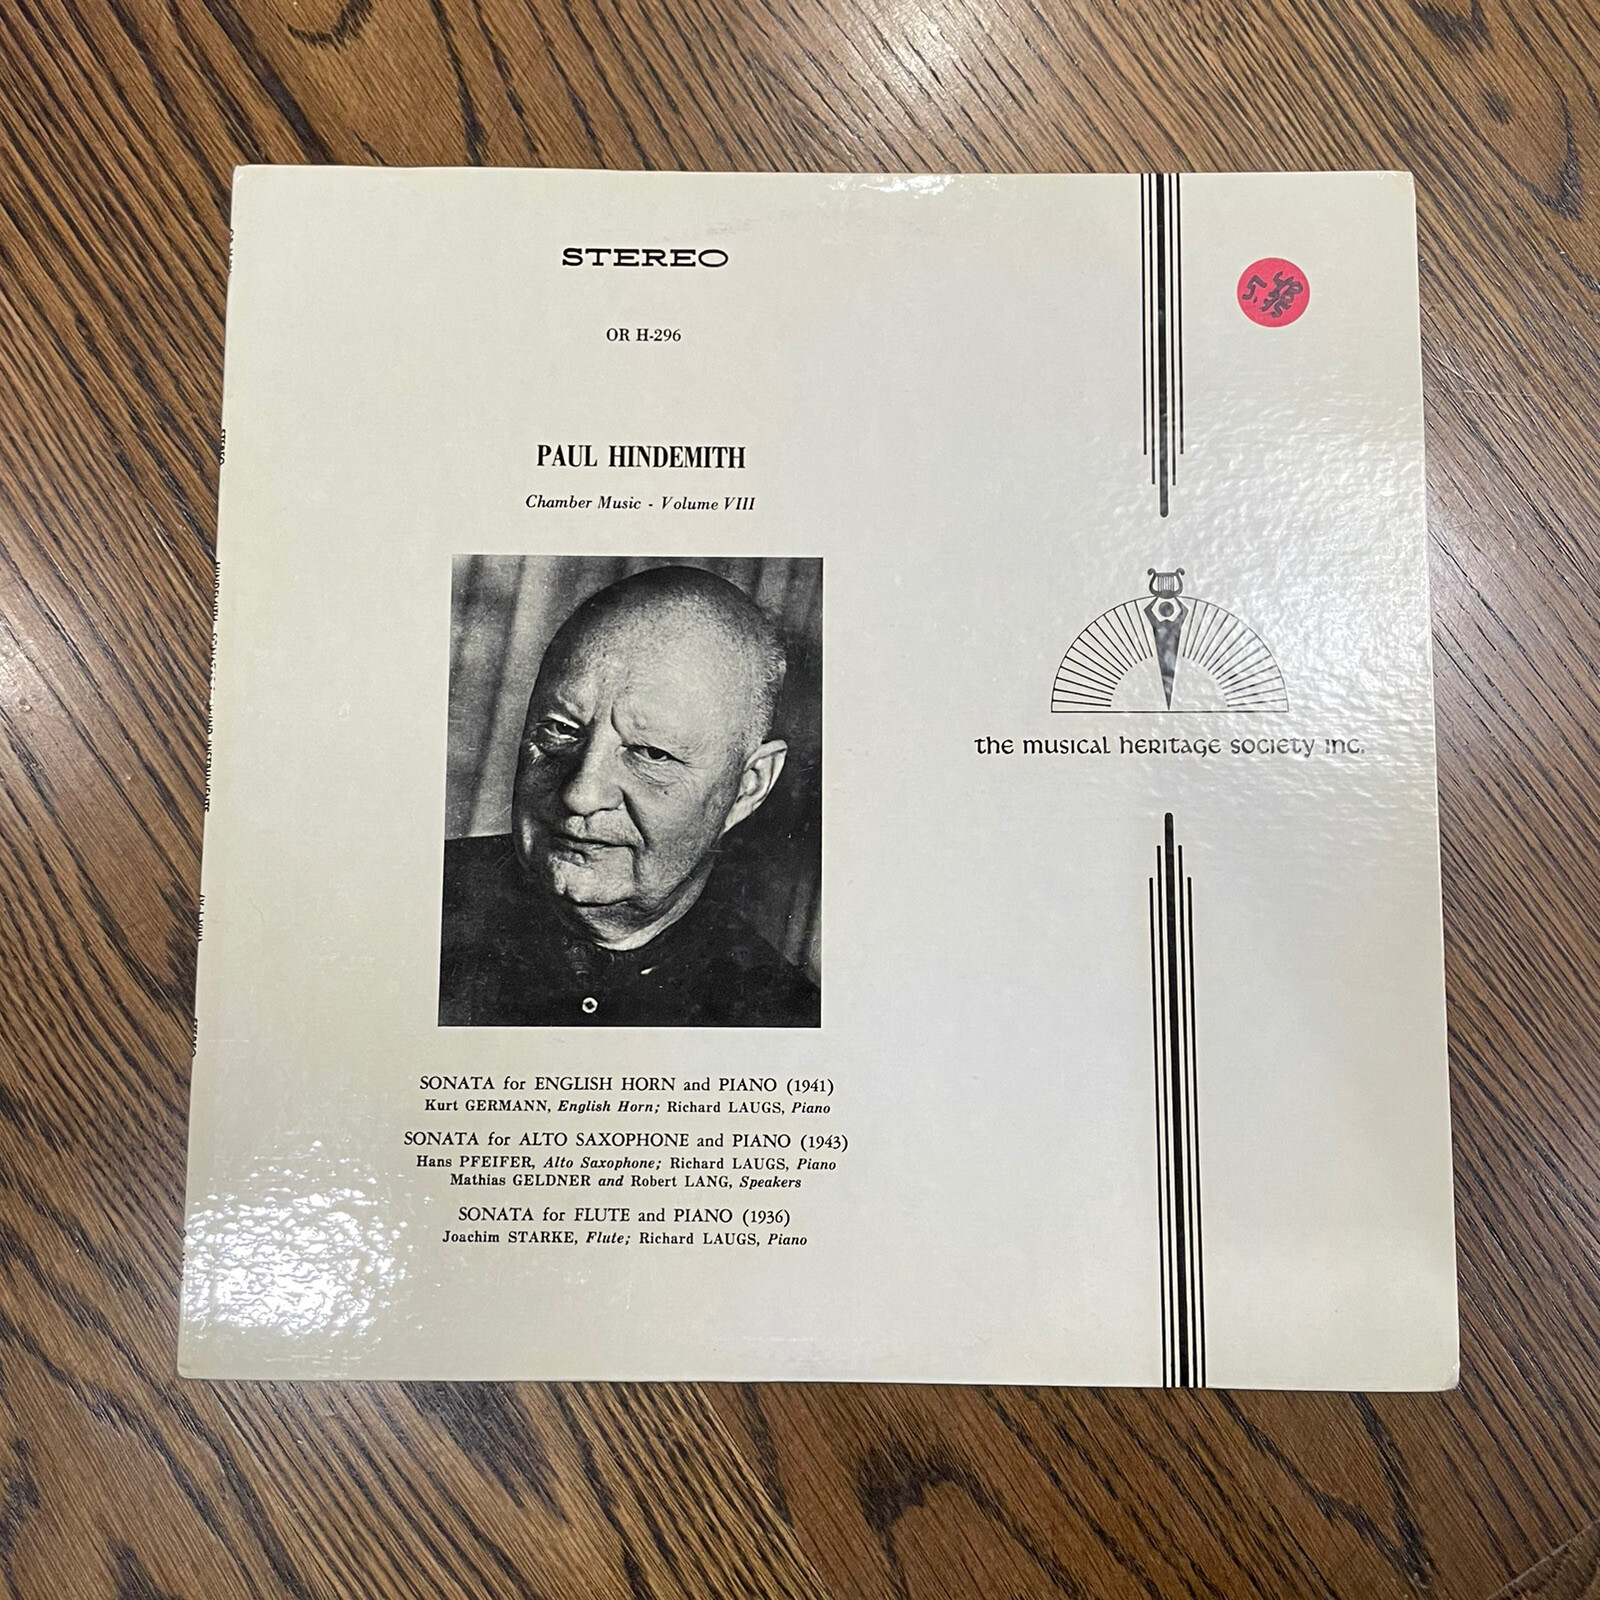 STEREO
OR H-296
PAUL HINDEMITH
Chamber Music - Volume VIII
the musical heritage society inc.
SONATA for ENGLISH HORN and PIANO (1941)
Kurt GERMANN, English Horn; Richard LAUGS, Piano
SONATA for ALTO SAXOPHONE and PIANO (1943)
Hans PFEIFER, Alto Saxophone; Richard LAUGS, Piano
Mathias GELDNER and Robert LANG, Speakers
SONATA for FLUTE and PIANO (1936)
Joachim STARKE, Flute; Richard LAUGS, Piano